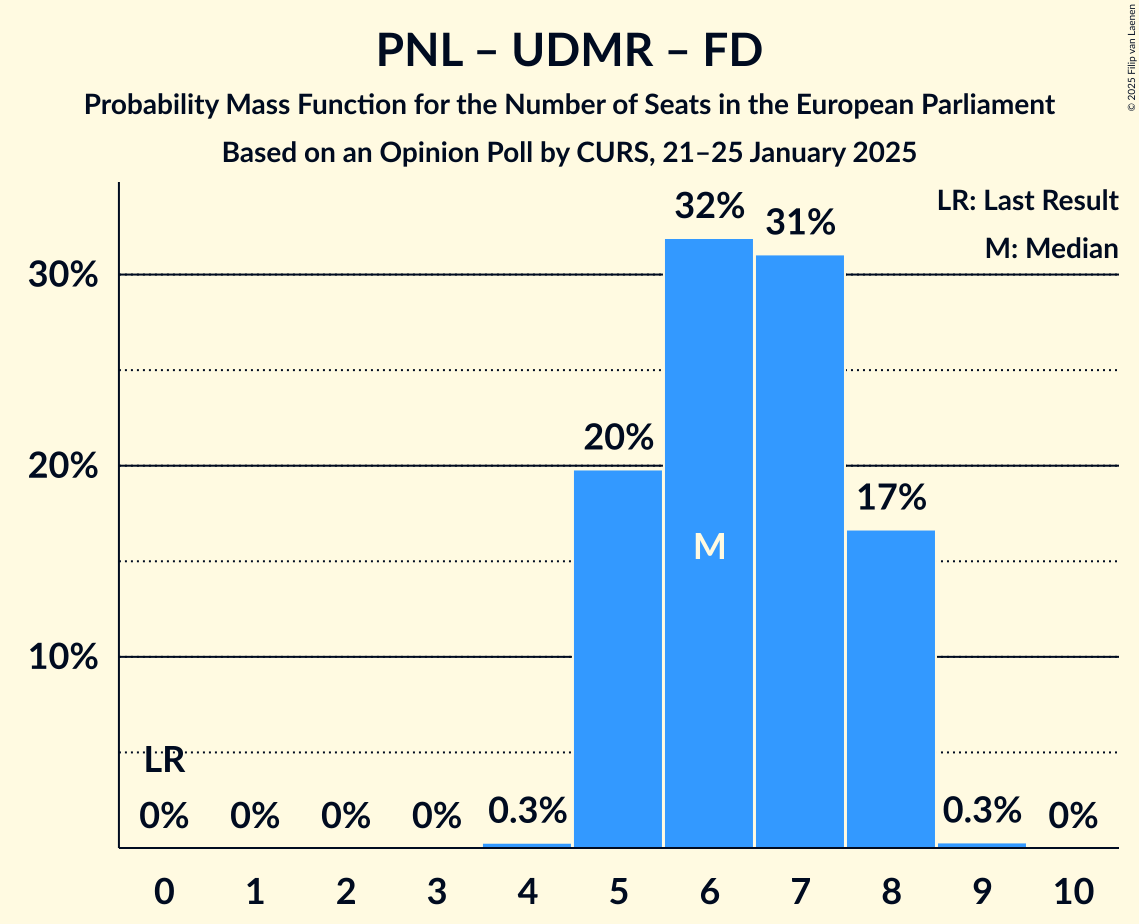 PNL – UDMR – FD
Probability Mass Function for the Number of Seats in the European Parliament
Based on an Opinion Poll by CURS, 21–25 January 2025
© 2025 Filip van Laenen
LR: Last Result
M: Median
30%
20%
10%
LR
0%
0%
0%
0%
0.3%
20%
32%
31%
17%
0.3%
0%
M
0 1 2 3 4 5 6 7 8 9 10